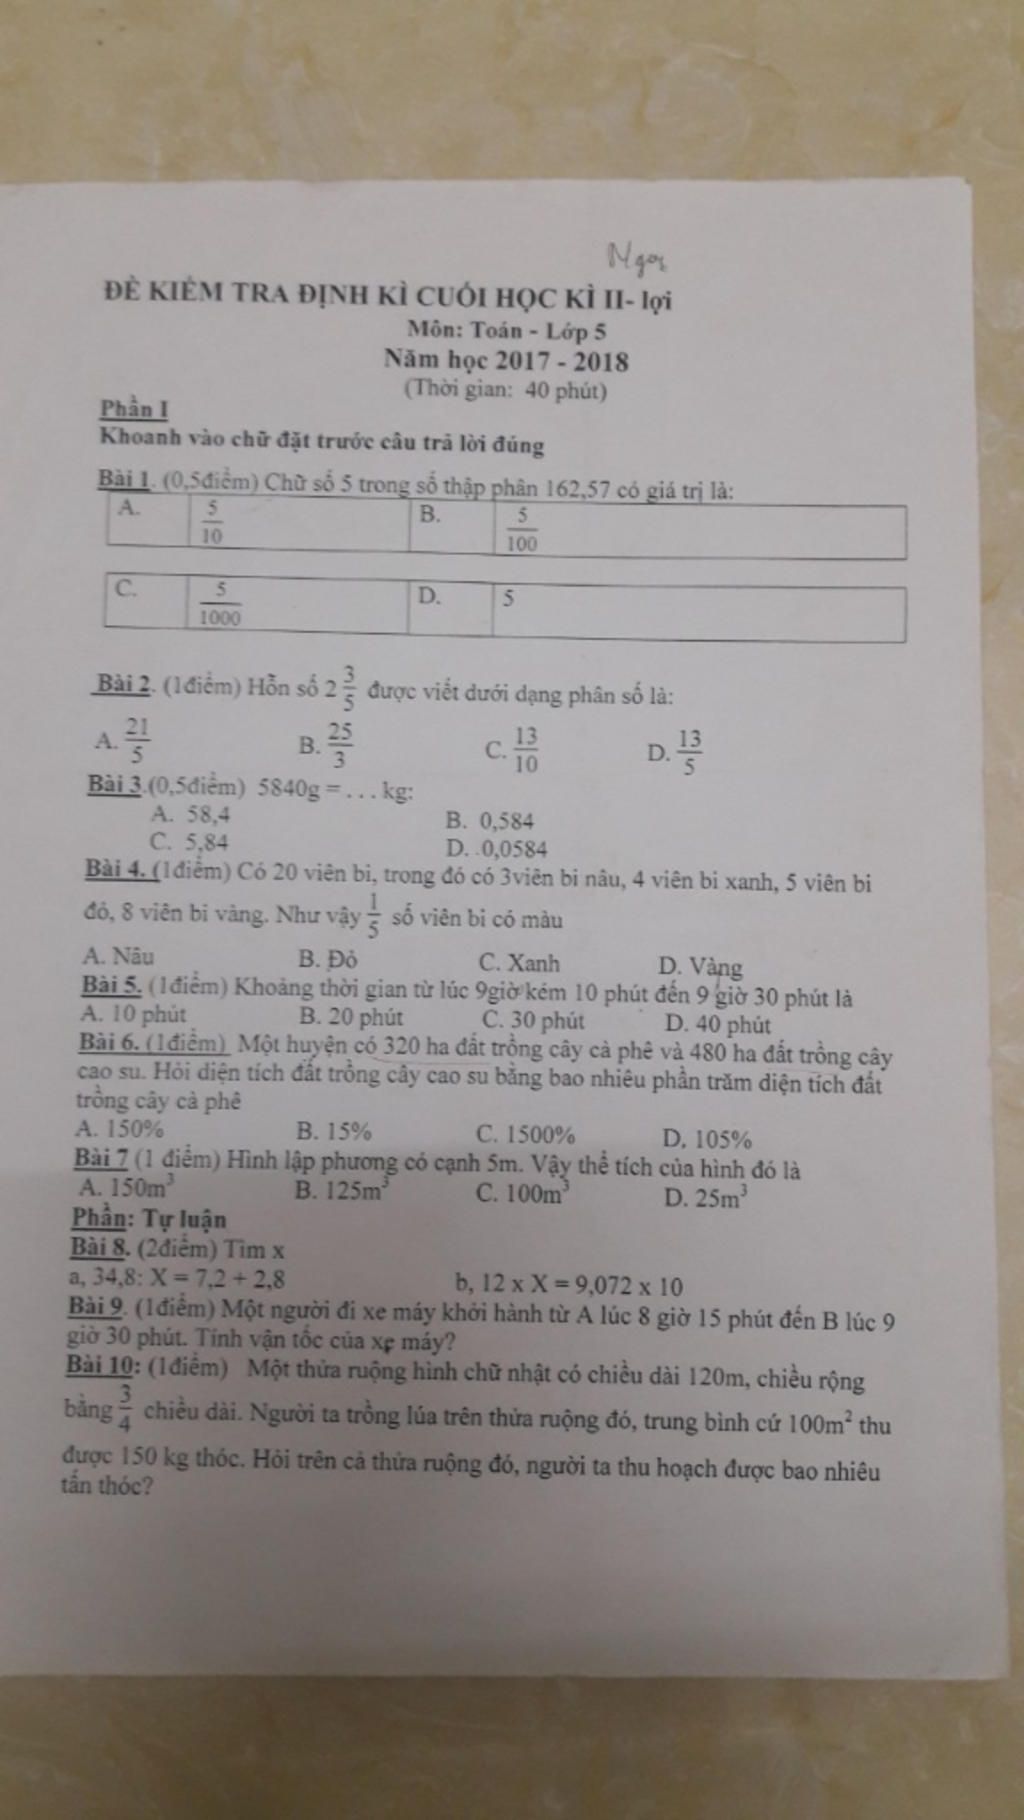 Ngọc
ĐỀ KIỂM TRA ĐỊNH KÌ CUỐI HỌC KÌ II- lợi
Môn: Toán - Lớp 5
Năm học 2017 - 2018
(Thời gian: 40 phút)
Phần I
Khoanh vào chữ đặt trước câu trả lời đúng
Bài 1. (0,5điểm) Chữ số 5 trong số thập phân 162,57 có giá trị là:
A. 5/10 B. 5/100
C. 5/1000 D. 5
Bài 2. (1điểm) Hỗn số 2 3/5 được viết dưới dạng phân số là:
A. 21/5 B. 25/3 C. 13/10 D. 13/5
Bài 3.(0,5điểm) 5840g = . . . kg:
A. 58,4 B. 0,584
C. 5,84 D. .0,0584
Bài 4. (1điểm) Có 20 viên bi, trong đó có 3viên bi nâu, 4 viên bi xanh, 5 viên bi
đỏ, 8 viên bi vàng. Như vậy 1/5 số viên bi có màu
A. Nâu B. Đỏ C. Xanh D. Vàng
Bài 5. (1điểm) Khoảng thời gian từ lúc 9giờ kém 10 phút đến 9 giờ 30 phút là
A. 10 phút B. 20 phút C. 30 phút D. 40 phút
Bài 6. (1điểm) Một huyện có 320 ha đất trồng cây cà phê và 480 ha đất trồng cây
cao su. Hỏi diện tích đất trồng cây cao su bằng bao nhiêu phần trăm diện tích đất
trồng cây cà phê
A. 150% B. 15% C. 1500% D. 105%
Bài 7 (1 điểm) Hình lập phương có cạnh 5m. Vậy thể tích của hình đó là
A. 150m³ B. 125m³ C. 100m³ D. 25m³
Phần: Tự luận
Bài 8. (2điểm) Tìm x
a, 34,8: X = 7,2 + 2,8 b, 12 x X = 9,072 x 10
Bài 9. (1điểm) Một người đi xe máy khởi hành từ A lúc 8 giờ 15 phút đến B lúc 9
giờ 30 phút. Tính vận tốc của xe máy?
Bài 10: (1điểm) Một thửa ruộng hình chữ nhật có chiều dài 120m, chiều rộng
bằng 3/4 chiều dài. Người ta trồng lúa trên thửa ruộng đó, trung bình cứ 100m² thu
được 150 kg thóc. Hỏi trên cả thửa ruộng đó, người ta thu hoạch được bao nhiêu
tấn thóc?